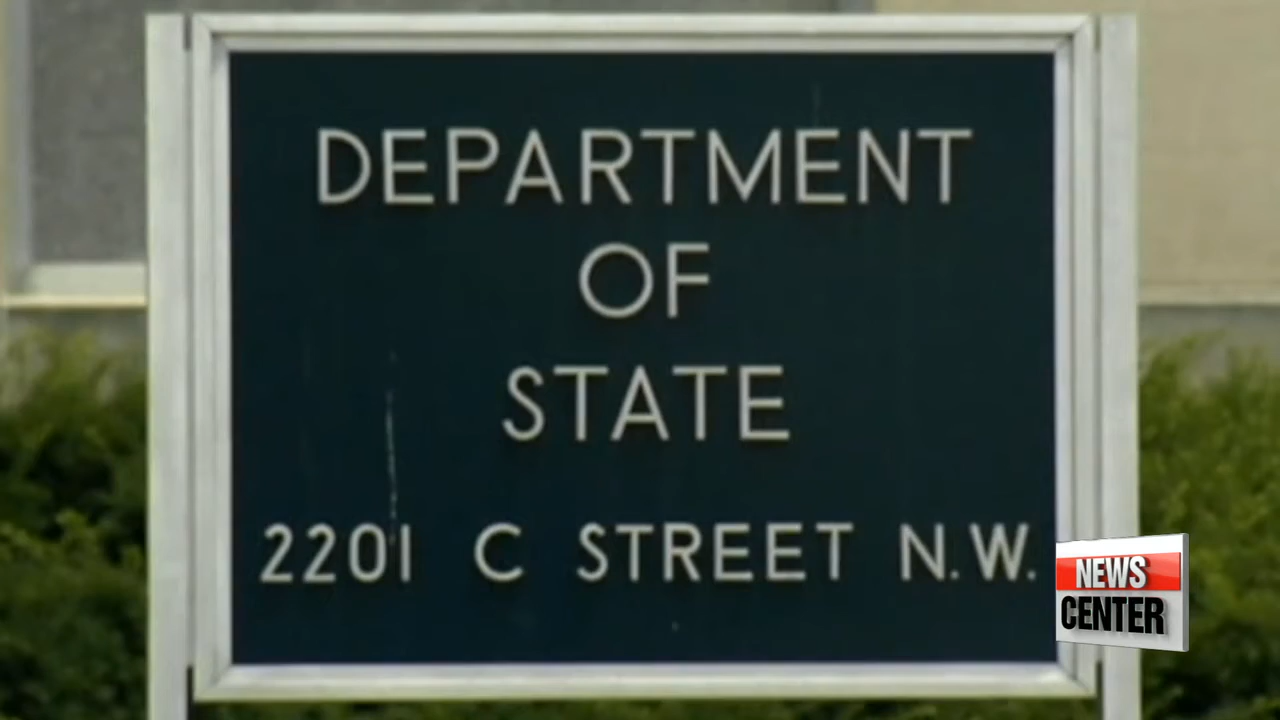 DEPARTMENT
OF
STATE
2201 C STREET N.W.
NEWS
CENTER